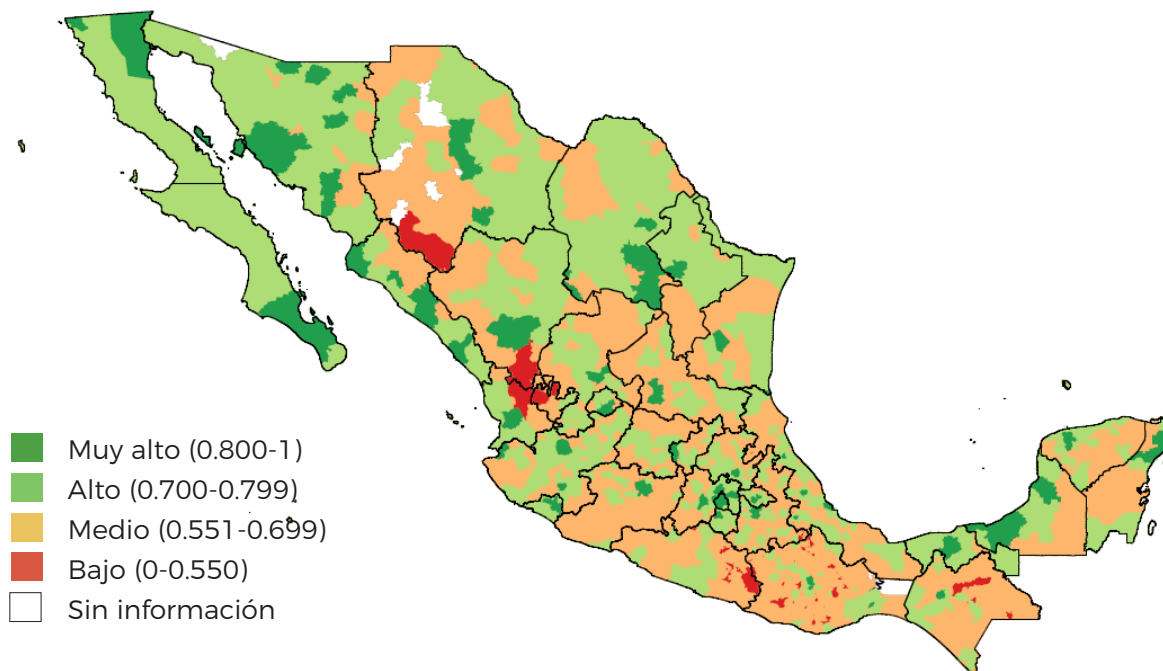 Muy alto (0.800-1)
Alto (0.700-0.799)
Medio (0.551-0.699)
Bajo (0-0.550)
Sin información